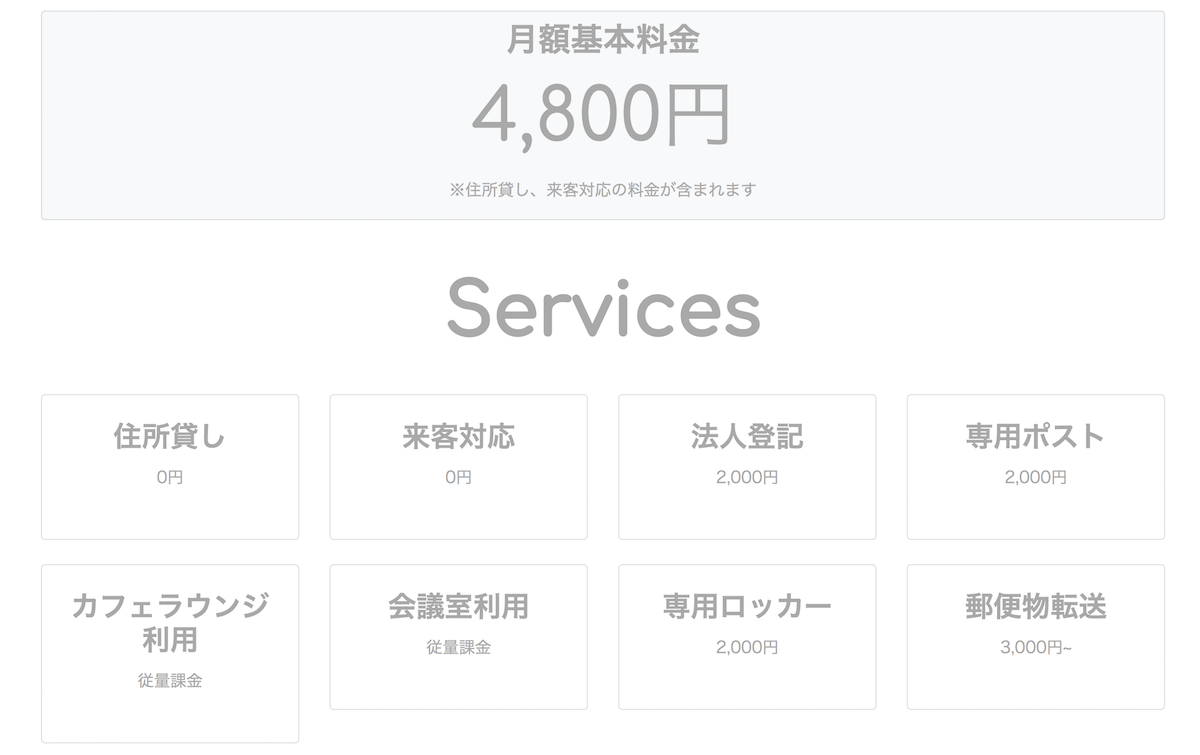 月額基本料金
4,800円
※住所貸し、来客対応の料金が含まれます
Services
住所貸し
0円
来客対応
0円
法人登記
2,000円
専用ポスト
2,000円
カフェラウンジ
利用
従量課金
会議室利用
従量課金
専用ロッカー
2,000円
郵便物転送
3,000円~